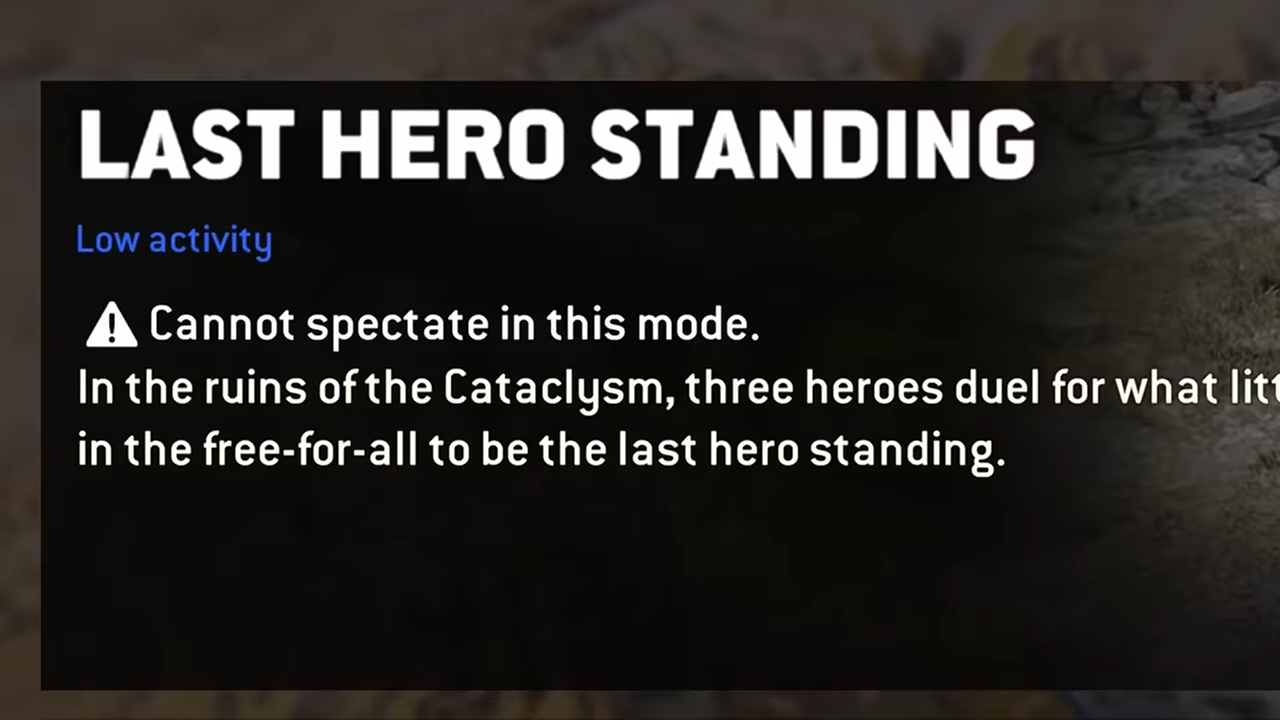 LAST HERO STANDING
Low activity
Cannot spectate in this mode.
In the ruins of the Cataclysm, three heroes duel for what
in the free-for-all to be the last hero standing.